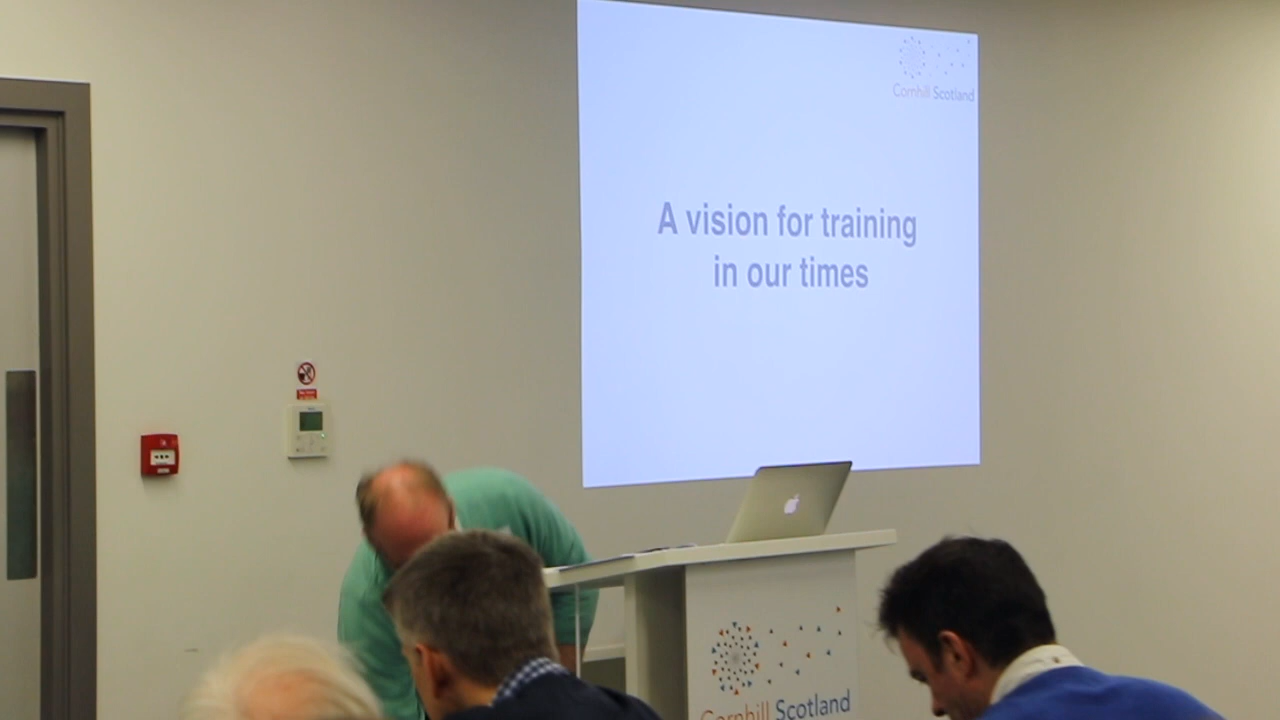 Cornhill Scotland
A vision for training
in our times
Cornhill Scotland